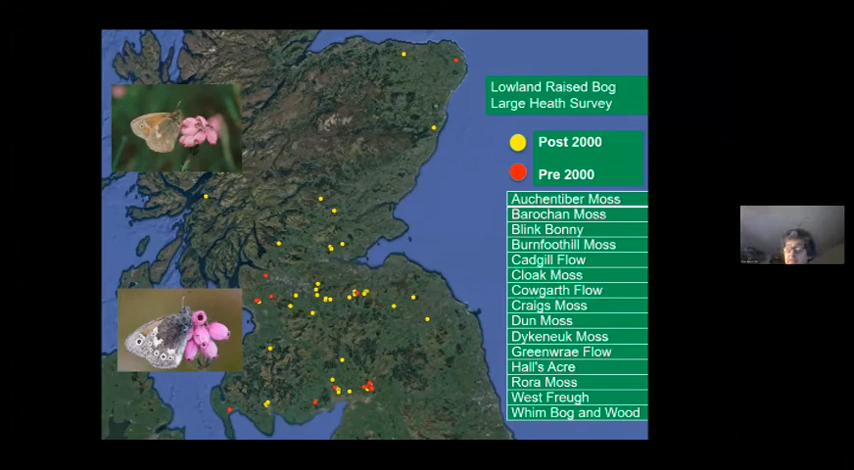 Lowland Raised Bog
Large Heath Survey
Post 2000
Pre 2000
Auchentiber Moss
Barochan Moss
Blink Bonny
Burnfoothill Moss
Cadgill Flow
Cloak Moss
Cowgarth Flow
Craigs Moss
Dun Moss
Dykeneuk Moss
Greenwrae Flow
Hall's Acre
Rora Moss
West Freugh
Whim Bog and Wood